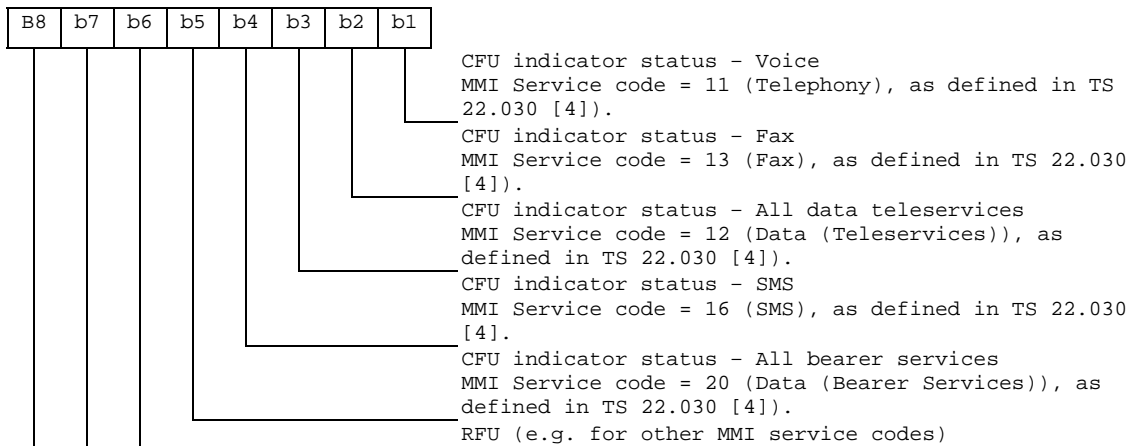 B8 b7 b6 b5 b4 b3 b2 b1
CFU indicator status – Voice
MMI Service code = 11 (Telephony), as defined in TS
22.030 [4]).
CFU indicator status – Fax
MMI Service code = 13 (Fax), as defined in TS 22.030
[4]).
CFU indicator status – All data teleservices
MMI Service code = 12 (Data (Teleservices)), as
defined in TS 22.030 [4]).
CFU indicator status – SMS
MMI Service code = 16 (SMS), as defined in TS 22.030
[4].
CFU indicator status – All bearer services
MMI Service code = 20 (Data (Bearer Services)), as
defined in TS 22.030 [4]).
RFU (e.g. for other MMI service codes)